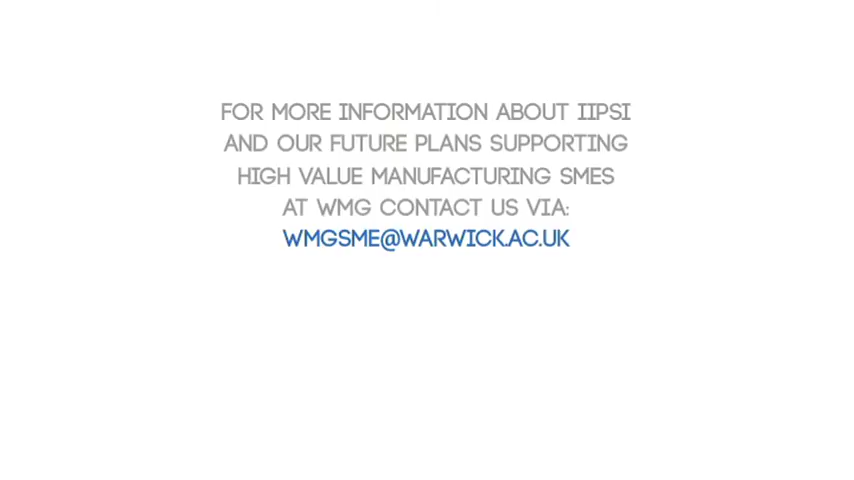 FOR MORE INFORMATION ABOUT IIPSI
AND OUR FUTURE PLANS SUPPORTING
HIGH VALUE MANUFACTURING SMES
AT WMG CONTACT US VIA:
WMGSME@WARWICK.AC.UK